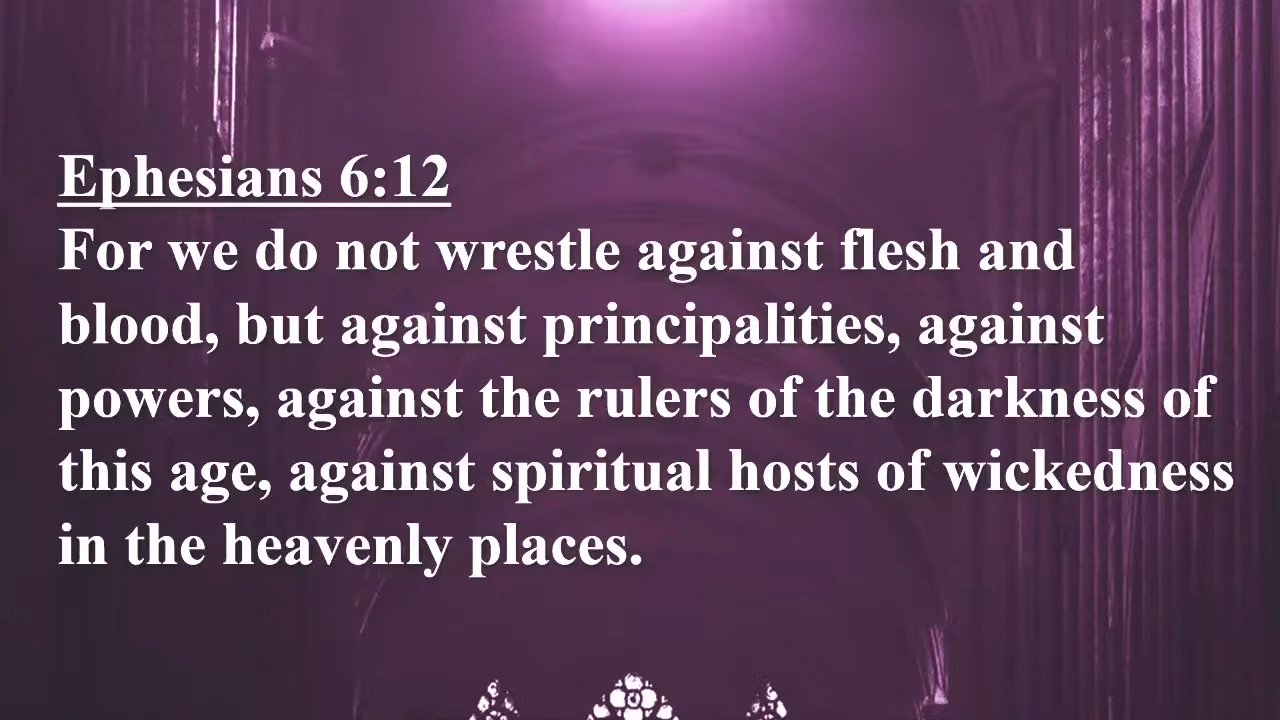 Ephesians 6:12
For we do not wrestle against flesh and
blood, but against principalities, against
powers, against the rulers of the darkness of
this age, against spiritual hosts of wickedness
in the heavenly places.